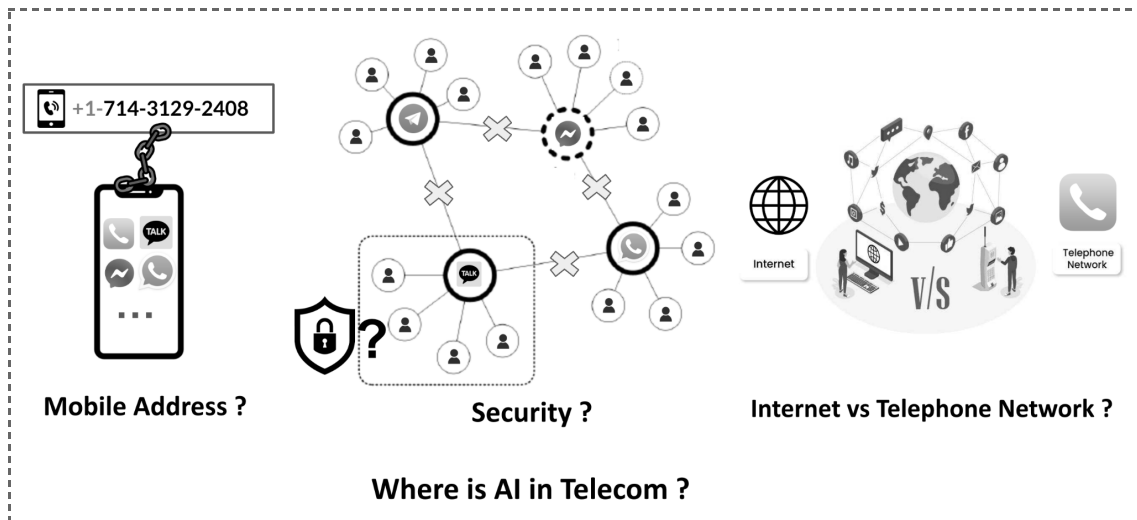 +1-714-3129-2408
TALK
TALK
Internet
V/S
Telephone
Network
?
Mobile Address ?
Security ?
Internet vs Telephone Network ?
Where is AI in Telecom ?